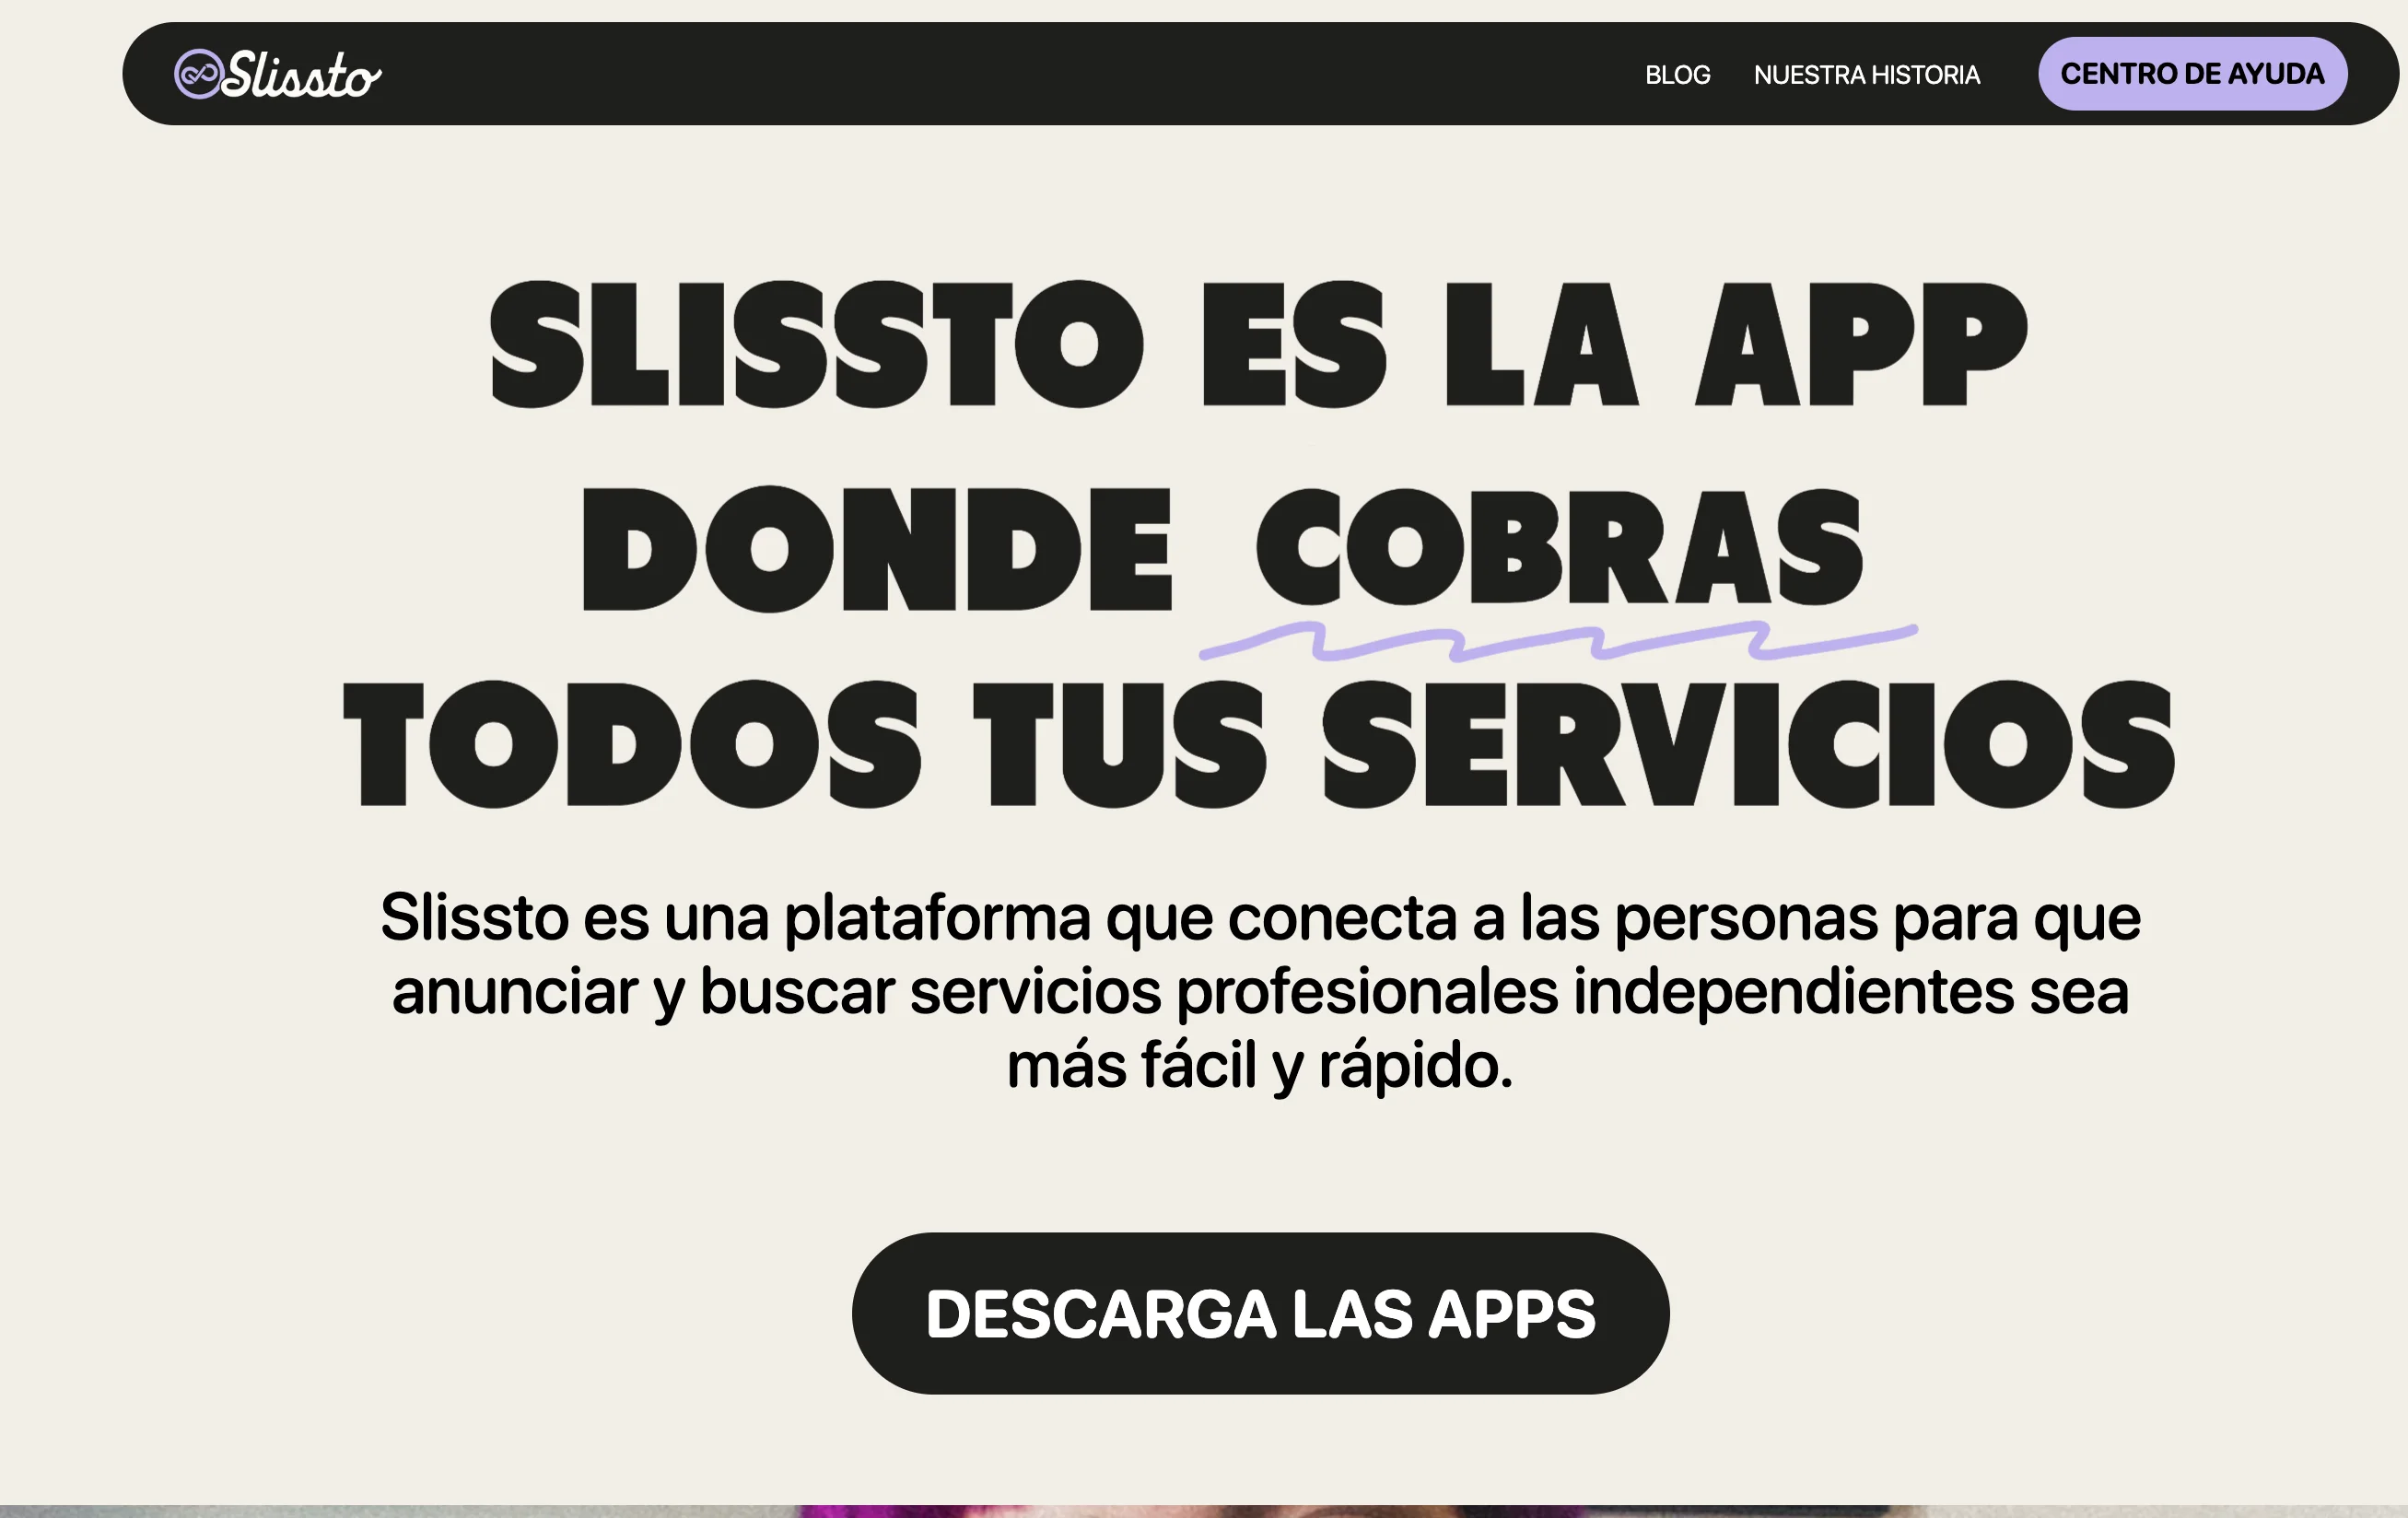 Slissto
BLOG NUESTRA HISTORIA CENTRO DE AYUDA
SLISSTO ES LA APP
DONDE COBRAS
TODOS TUS SERVICIOS
Slissto es una plataforma que conecta a las personas para que
anunciar y buscar servicios profesionales independientes sea
más fácil y rápido.
DESCARGA LAS APPS